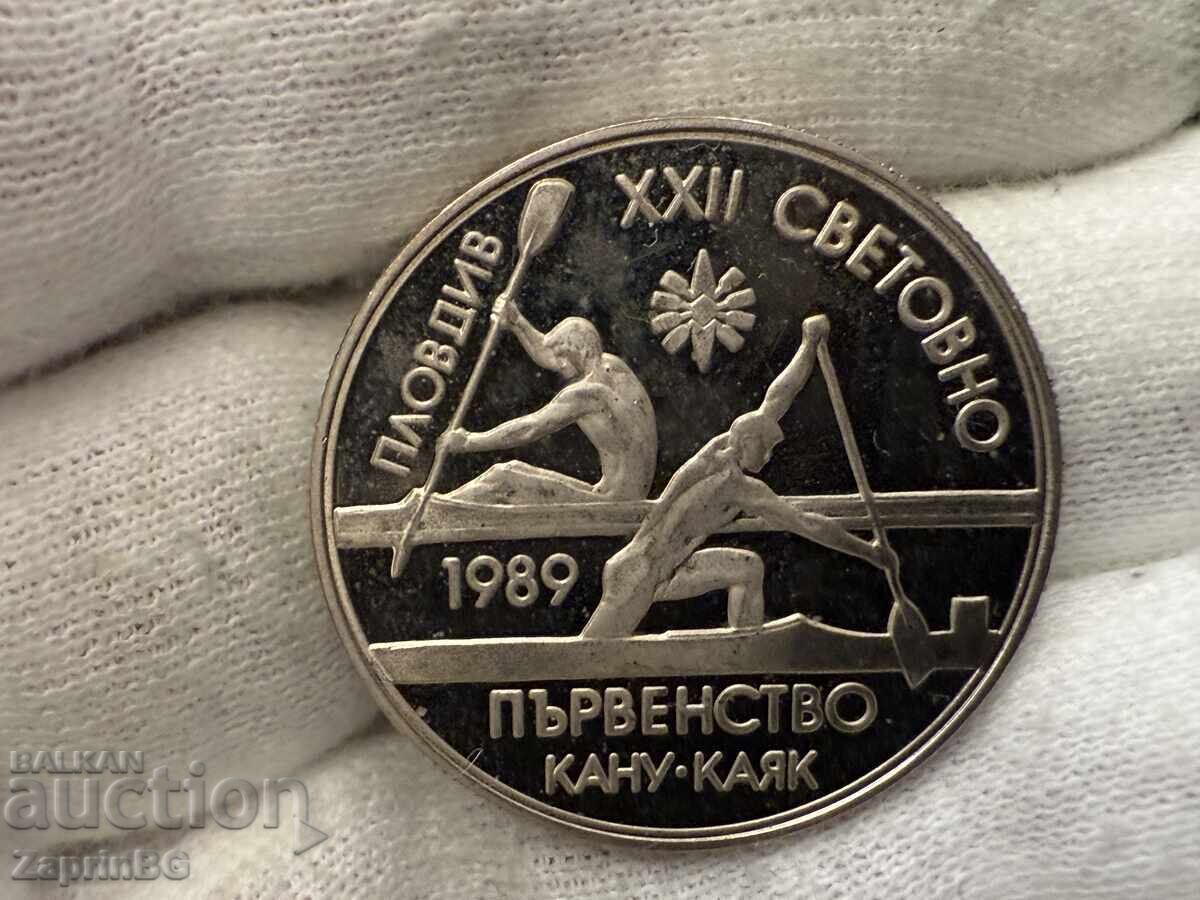 ПЛОВДИВ
XXII СВЕТОВНО
1989
ПЪРВЕНСТВО
КАНУ·КАЯК
BALKAN
auction
ZaprinBG